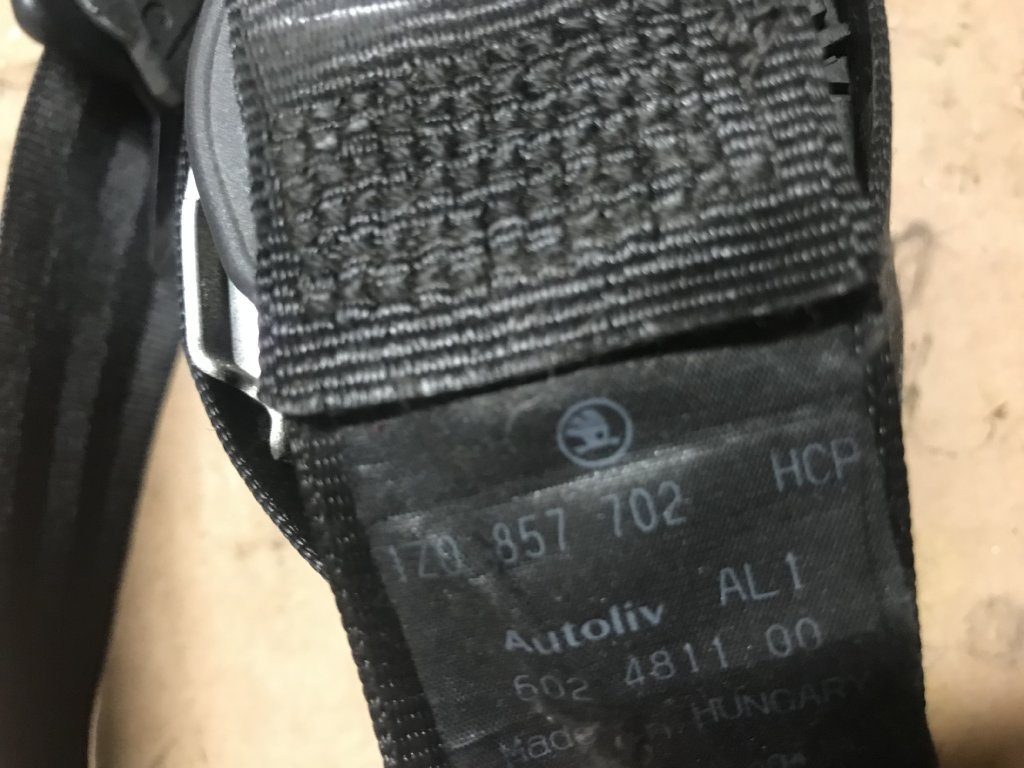 1Z0 857 702 HCP
Autoliv AL1
602 4811 00
Made in HUNGARY